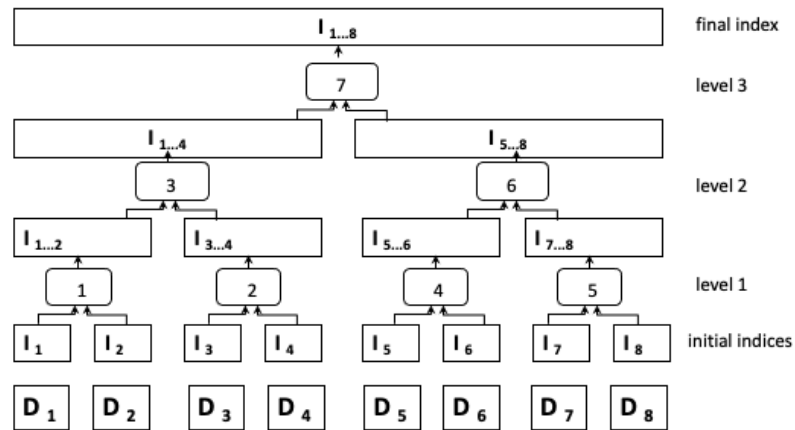 I 1...8 final index
7 level 3
I 1...4 I 5...8
3 6 level 2
I 1...2 I 3...4 I 5...6 I 7...8
1 2 4 5 level 1
I 1 I 2 I 3 I 4 I 5 I 6 I 7 I 8 initial indices
D 1 D 2 D 3 D 4 D 5 D 6 D 7 D 8